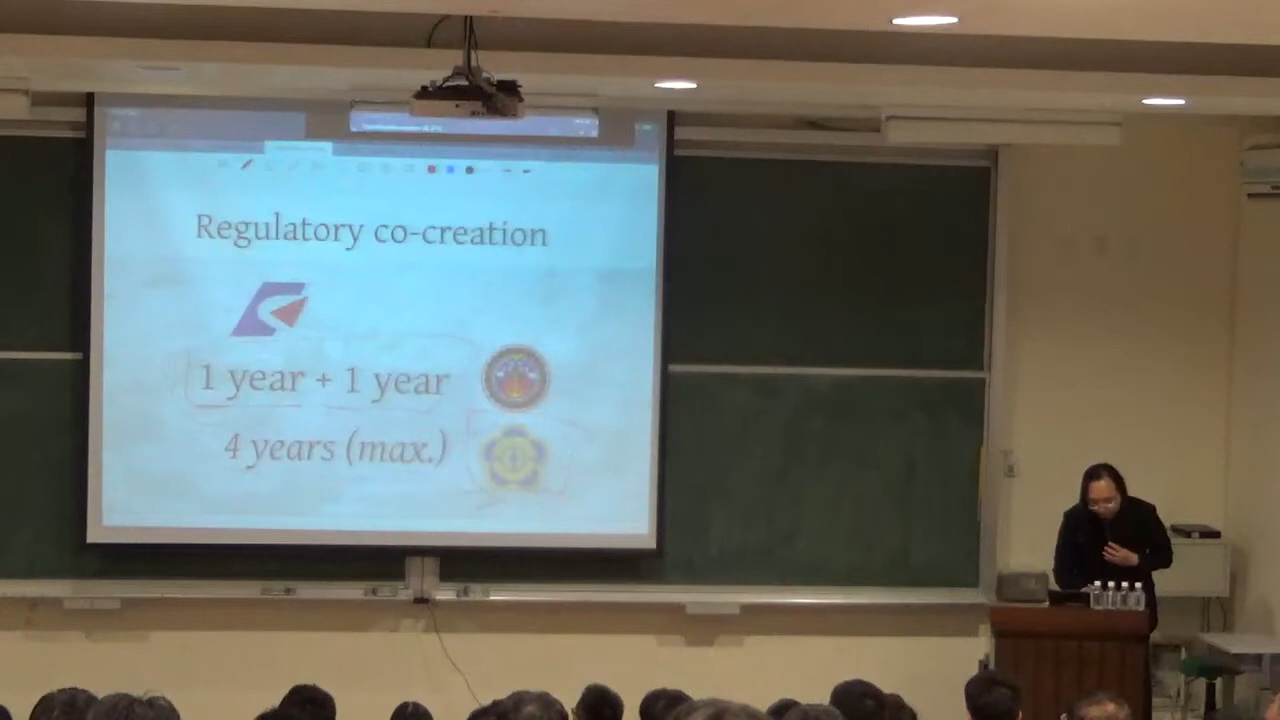 Regulatory co-creation
1 year + 1 year
4 years (max.)